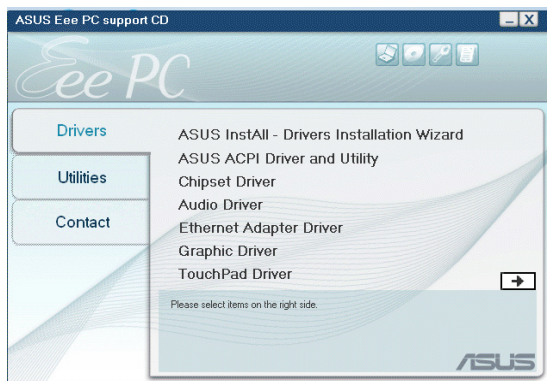 ASUS Eee PC support CD
Eee PC
Drivers
Utilities
Contact
ASUS InstAll - Drivers Installation Wizard
ASUS ACPI Driver and Utility
Chipset Driver
Audio Driver
Ethernet Adapter Driver
Graphic Driver
TouchPad Driver
Please select items on the right side.
ASUS